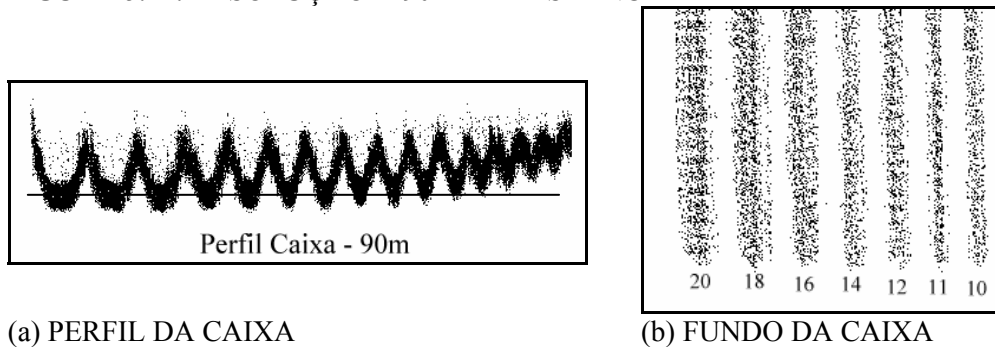 Perfil Caixa - 90m
20 18 16 14 12 11 10
(a) PERFIL DA CAIXA
(b) FUNDO DA CAIXA